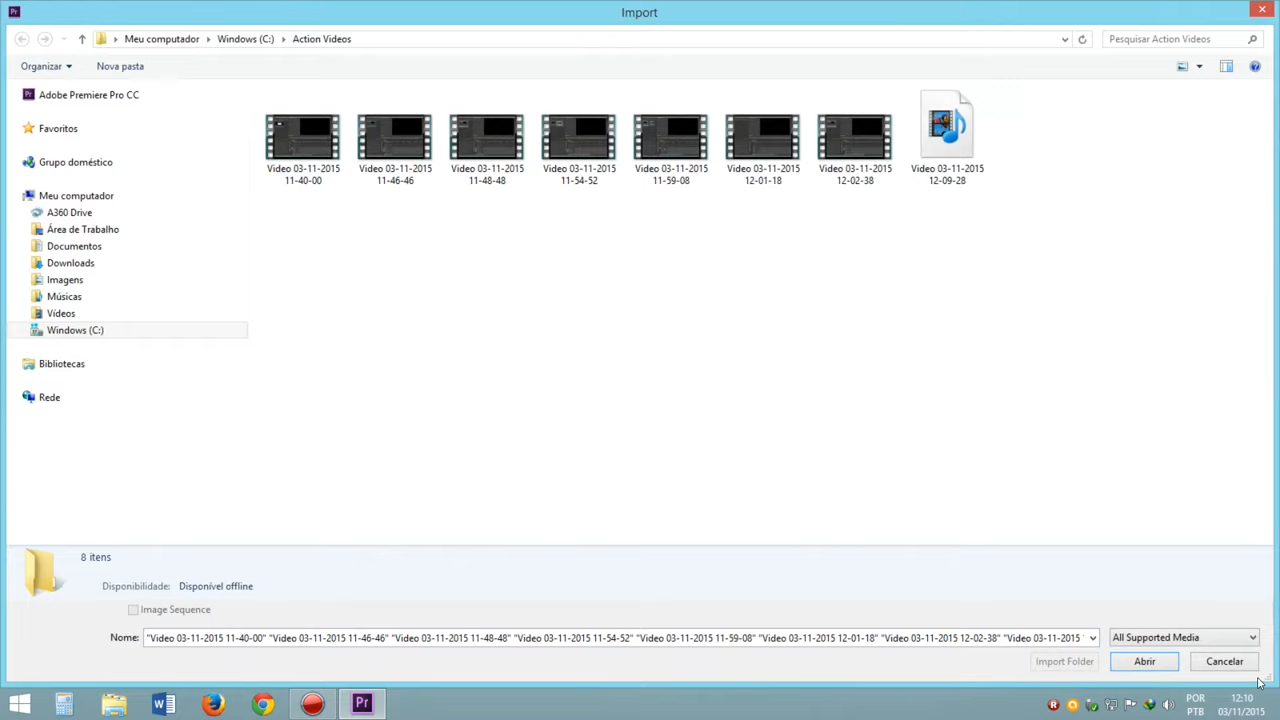 Import
Meu computador Windows (C:) Action Videos
Pesquisar Action Videos
Organizar Nova pasta
Adobe Premiere Pro CC
Favoritos
Grupo doméstico
Meu computador
A360 Drive
Área de Trabalho
Documentos
Downloads
Imagens
Músicas
Vídeos
Windows (C:)
Bibliotecas
Rede
Video 03-11-2015
11-40-00
Video 03-11-2015
11-46-46
Video 03-11-2015
11-48-48
Video 03-11-2015
11-54-52
Video 03-11-2015
11-59-08
Video 03-11-2015
12-01-18
Video 03-11-2015
12-02-38
Video 03-11-2015
12-09-28
8 itens
Disponibilidade: Disponível offline
Image Sequence
Nome: "Video 03-11-2015 11-40-00" "Video 03-11-2015 11-46-46" "Video 03-11-2015 11-48-48" "Video 03-11-2015 11-54-52" "Video 03-11-2015 11-59-08" "Video 03-11-2015 12-01-18" "Video 03-11-2015 12-02-38" "Video 03-11-2015
All Supported Media
Import Folder Abrir Cancelar
POR
PTB
12:10
03/11/2015